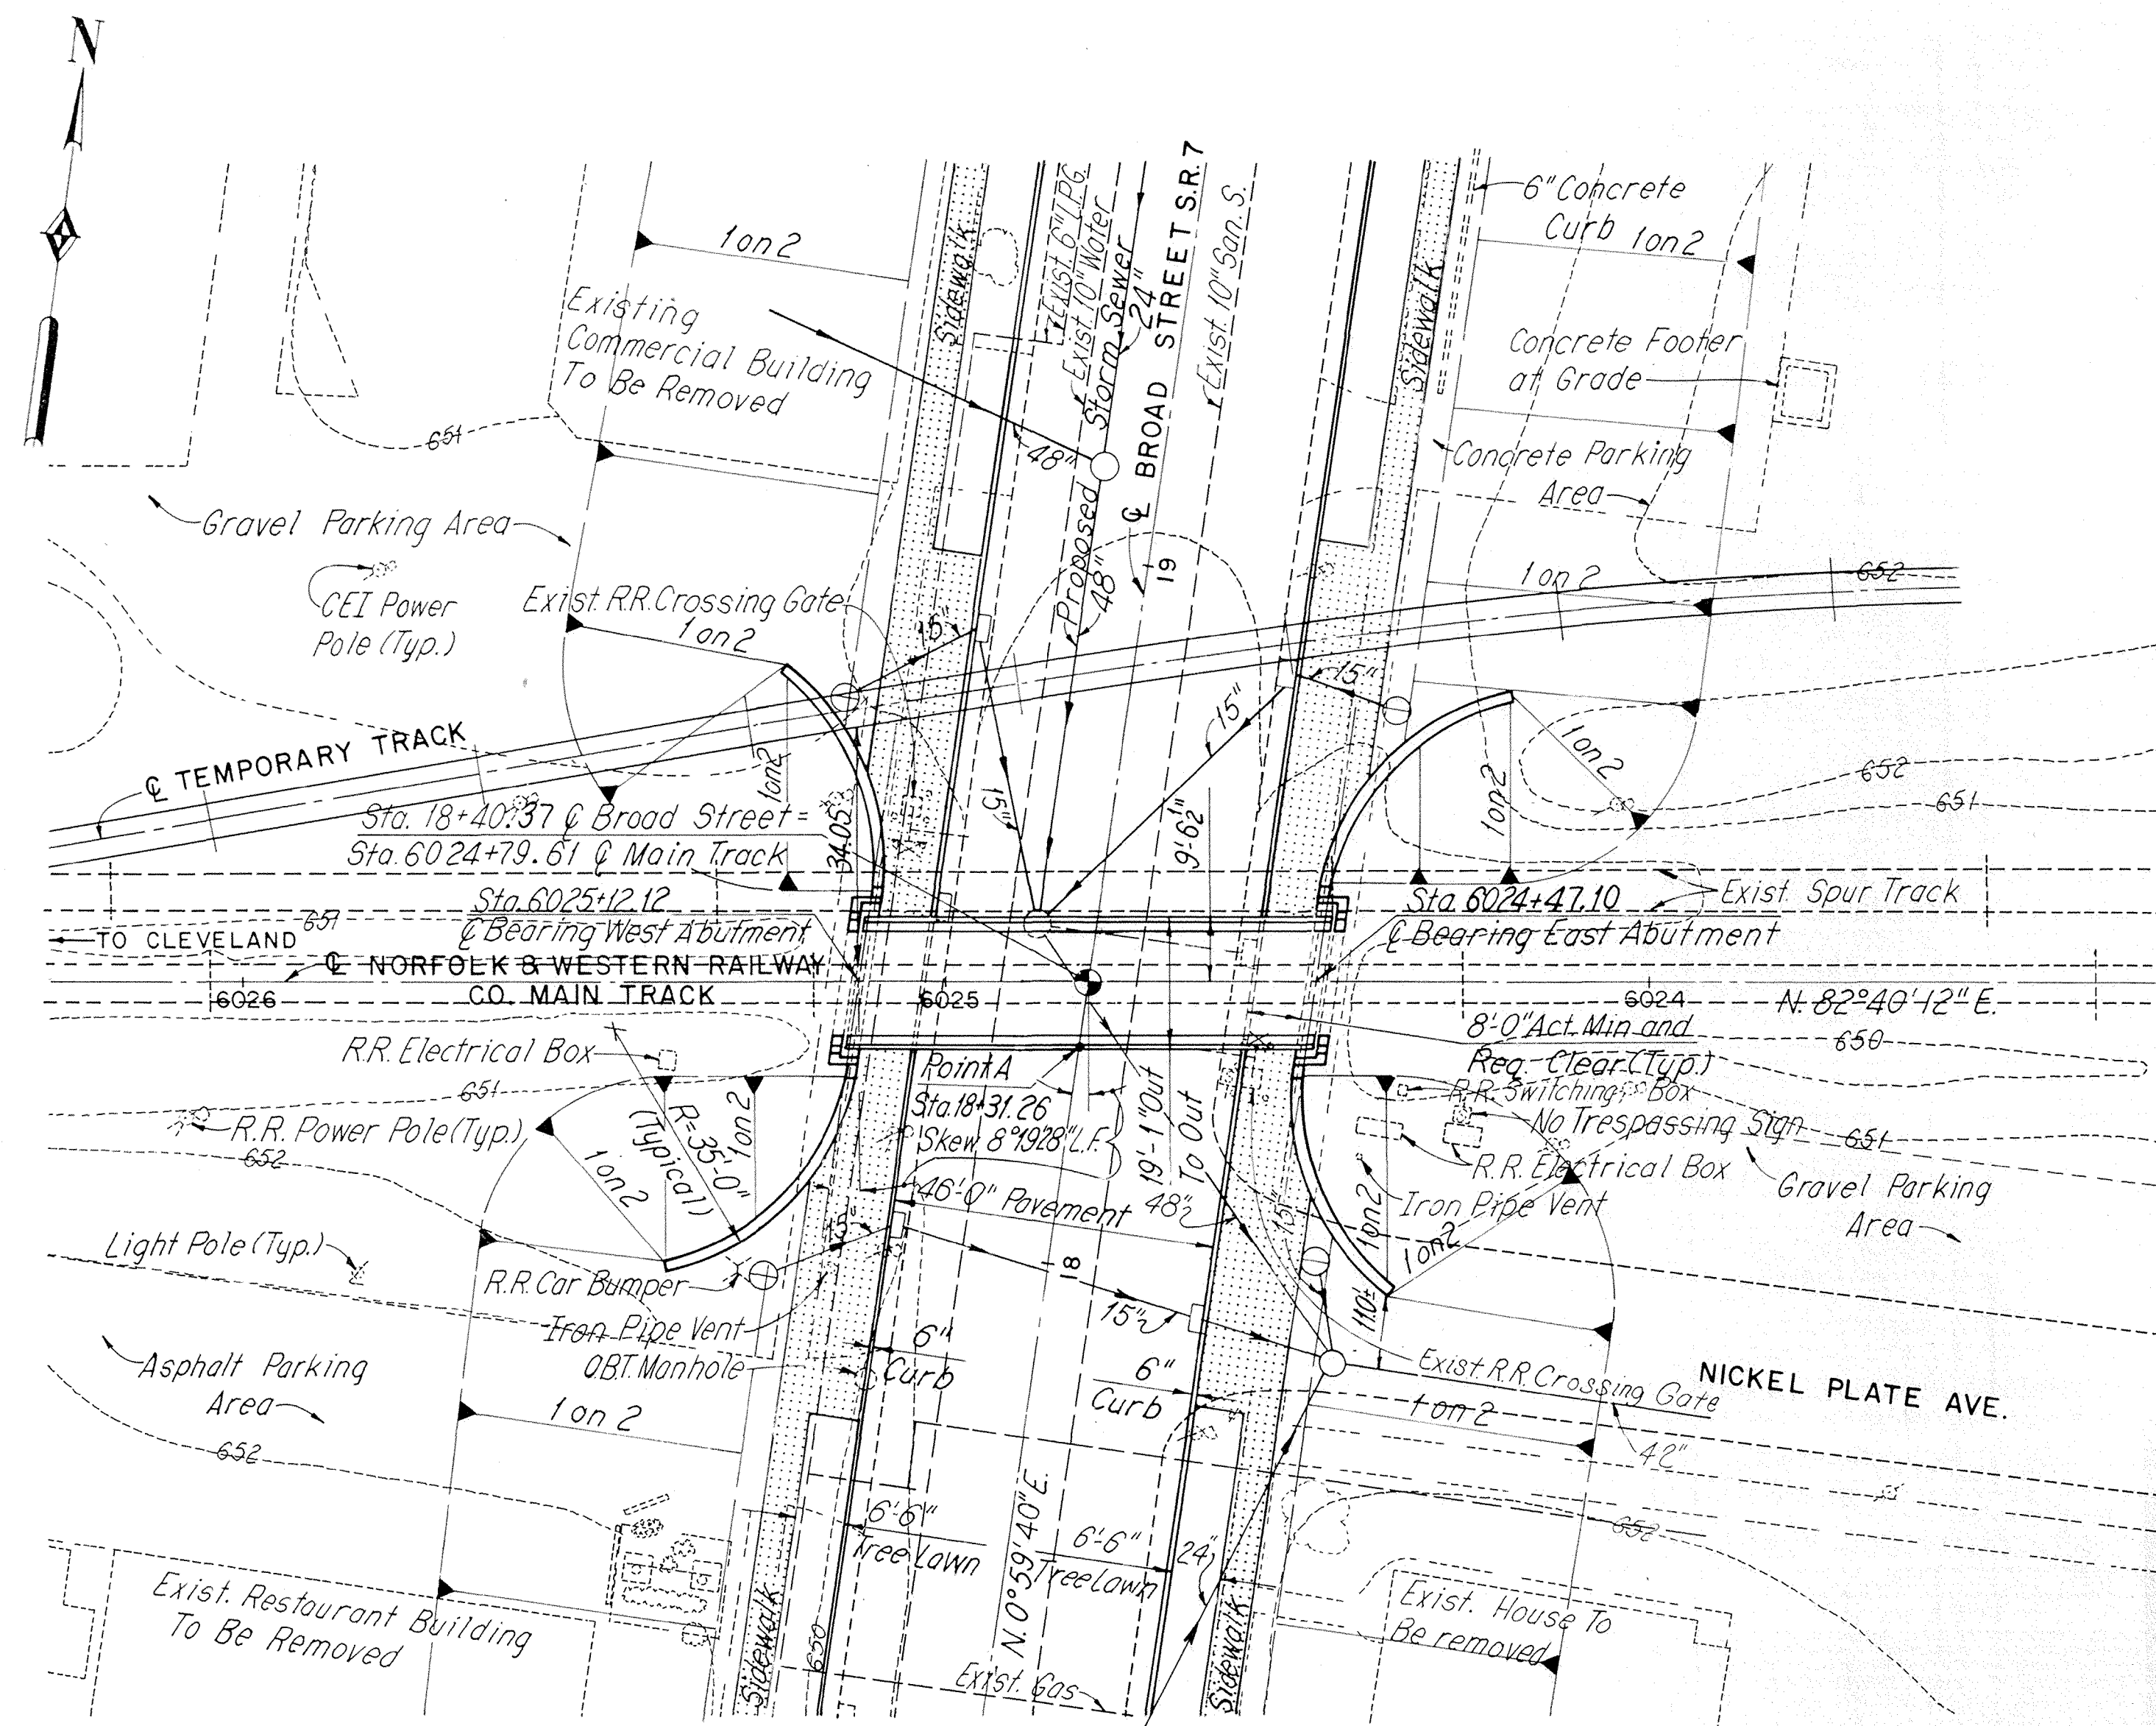 N
1 on 2
Existing
Commercial Building
To Be Removed
Sidewalk
Exist. 6" L.P.G.
Exist. 10" Water
Storm Sewer
24"
℄ BROAD STREET S.R. 7
Exist. 10" San. S.
Sidewalk
6" Concrete
Curb
1 on 2
Concrete Footer
at Grade
651
48"
Concrete Parking
Area
Gravel Parking Area
Proposed
48"
19
CEI Power
Pole (Typ.)
Exist. R.R. Crossing Gate
1 on 2
15"
1 on 2
652
15"
15"
℄ TEMPORARY TRACK
1 on 2
1 on 2
1 on 2
652
651
Sta. 18+40.37 ℄ Broad Street =
Sta. 6024+79.61 ℄ Main Track
34.05'
15"
9'-6½"
Sta. 6025+12.12
℄ Bearing West Abutment
Sta. 6024+47.10
℄ Bearing East Abutment
Exist. Spur Track
651
TO CLEVELAND
℄ NORFOLK & WESTERN RAILWAY
CO. MAIN TRACK
6026
6025
6024
N. 82°40'12" E.
8'-0" Act. Min and
Req. Clear. (Typ.)
650
R.R. Electrical Box
651
Point A
Sta. 18+31.26
Skew 8°19'28" L.F.
19'-1" Out
To Out
R=35'-0"
(Typical)
1 on 2
1 on 2
R.R. Switching Box
No Trespassing Sign
651
R.R. Electrical Box
Iron Pipe Vent
Gravel Parking
Area
R.R. Power Pole (Typ.)
652
46'-0" Pavement
48"
15"
1 on 2
1 on 2
Light Pole (Typ.)
15"
18
R.R. Car Bumper
Iron Pipe Vent
O.B.T. Manhole
6"
Curb
15"
6"
Curb
110'±
Exist. R.R. Crossing Gate
NICKEL PLATE AVE.
1 on 2
42"
Asphalt Parking
Area
1 on 2
652
6'-6"
Tree Lawn
N. 0°59'40" E.
6'-6"
Tree Lawn
24"
652
Exist. Restaurant Building
To Be Removed
Sidewalk
650
Exist. Gas
Sidewalk
Exist. House To
Be removed